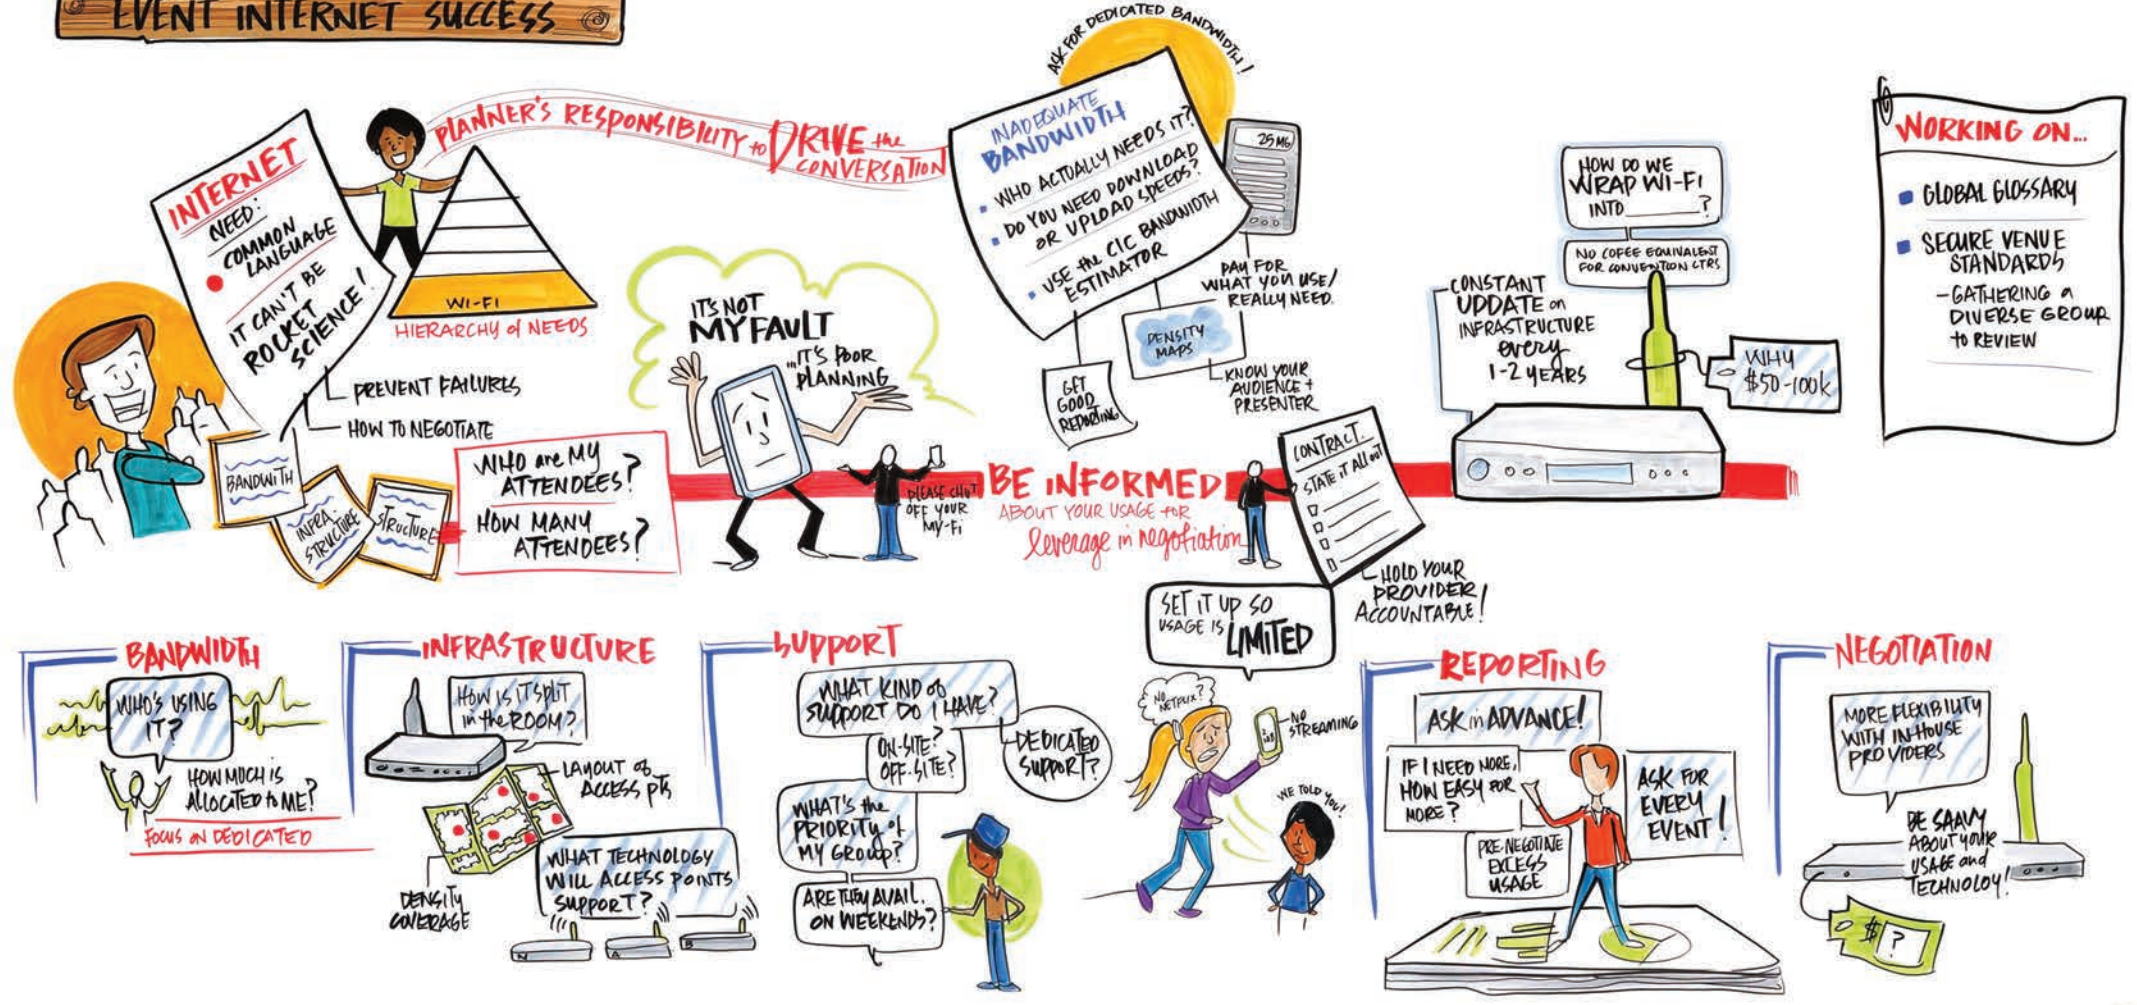 EVENT INTERNET SUCCESS
INTERNET
NEED:
COMMON
LANGUAGE
IT CAN'T BE
ROCKET
SCIENCE!
PREVENT FAILURES
HOW TO NEGOTIATE
WI-FI
HIERARCHY of NEEDS
PLANNER'S RESPONSIBILITY to DRIVE the
CONVERSATION
BANDWITH
INFRA-
STRUCTURE
STRUCTURE
WHO are MY
ATTENDEES?
HOW MANY
ATTENDEES?
IT'S NOT
MY FAULT
...IT'S POOR
PLANNING
PLEASE SHUT
OFF YOUR
MY-FI
ASK FOR DEDICATED BANDWIDTH!
INADEQUATE
BANDWIDTH
WHO ACTUALLY NEEDS IT?
DO YOU NEED DOWNLOAD
OR UPLOAD SPEEDS?
USE the CIC BANDWIDTH
ESTIMATOR
25 MG
PAY FOR
WHAT YOU USE/
REALLY NEED.
DENSITY
MAPS
KNOW YOUR
AUDIENCE +
PRESENTER
GET
GOOD
REPORTING
BE INFORMED
ABOUT YOUR USAGE for
leverage in negotiation
CONTRACT.
STATE IT All out
HOLD YOUR
PROVIDER
ACCOUNTABLE!
CONSTANT
UPDATE on
INFRASTRUCTURE
every
1-2 YEARS
HOW DO WE
WRAP WI-FI
INTO ______?
NO COFEE EQUIVALENT
FOR CONVENTION CTRS
WHY
$50-100k
WORKING ON...
GLOBAL GLOSSARY
SECURE VENUE
STANDARDS
- GATHERING a
DIVERSE GROUP
to REVIEW
BANDWIDTH
WHO'S USING
IT?
HOW MUCH IS
ALLOCATED to ME?
FOCUS ON DEDICATED
INFRASTRUCTURE
HOW IS IT SPLIT
in the ROOM?
LAYOUT of
ACCESS pts
DENSITY
COVERAGE
WHAT TECHNOLOGY
WILL ACCESS POINTS
SUPPORT?
N
A
B
SUPPORT
WHAT KIND of
SUPPORT DO I HAVE?
ON-SITE?
OFF-SITE?
DEDICATED
SUPPORT?
WHAT'S the
PRIORITY of
MY GROUP?
ARE THEY AVAIL.
ON WEEKENDS?
SET IT UP SO
USAGE IS LIMITED
NO
NETFLIX?
NO
STREAMING
WE TOLD YOU!
REPORTING
ASK in ADVANCE!
IF I NEED MORE,
HOW EASY FOR
MORE?
PRE-NEGOTIATE
EXCESS
USAGE
ASK FOR
EVERY
EVENT!
NEGOTIATION
MORE FLEXIBILITY
WITH IN-HOUSE
PROVIDERS
BE SAAVY
ABOUT YOUR
USAGE and
TECHNOLOY!
$ ?